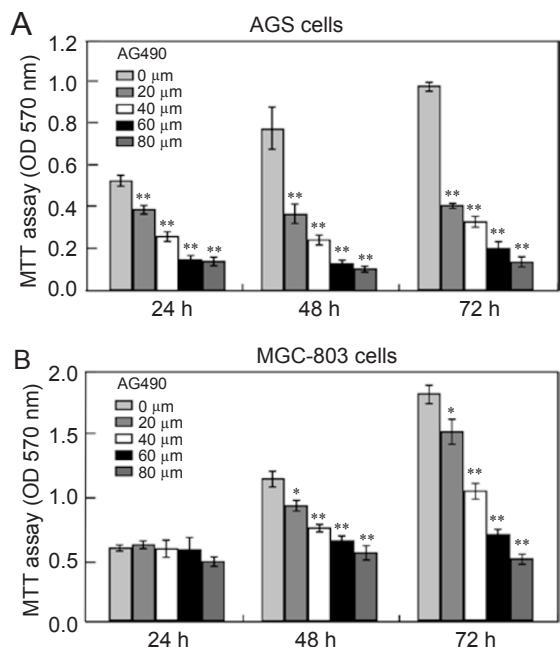 A
AGS cells
MTT assay (OD 570 nm)
1.2
1.0
0.8
0.6
0.4
0.2
0.0
AG490
0 μm
20 μm
40 μm
60 μm
80 μm
** ** ** **
** ** ** **
** ** ** **
24 h 48 h 72 h
B
MGC-803 cells
MTT assay (OD 570 nm)
2.0
1.5
1.0
0.5
0.0
AG490
0 μm
20 μm
40 μm
60 μm
80 μm
* ** ** **
* ** ** **
24 h 48 h 72 h